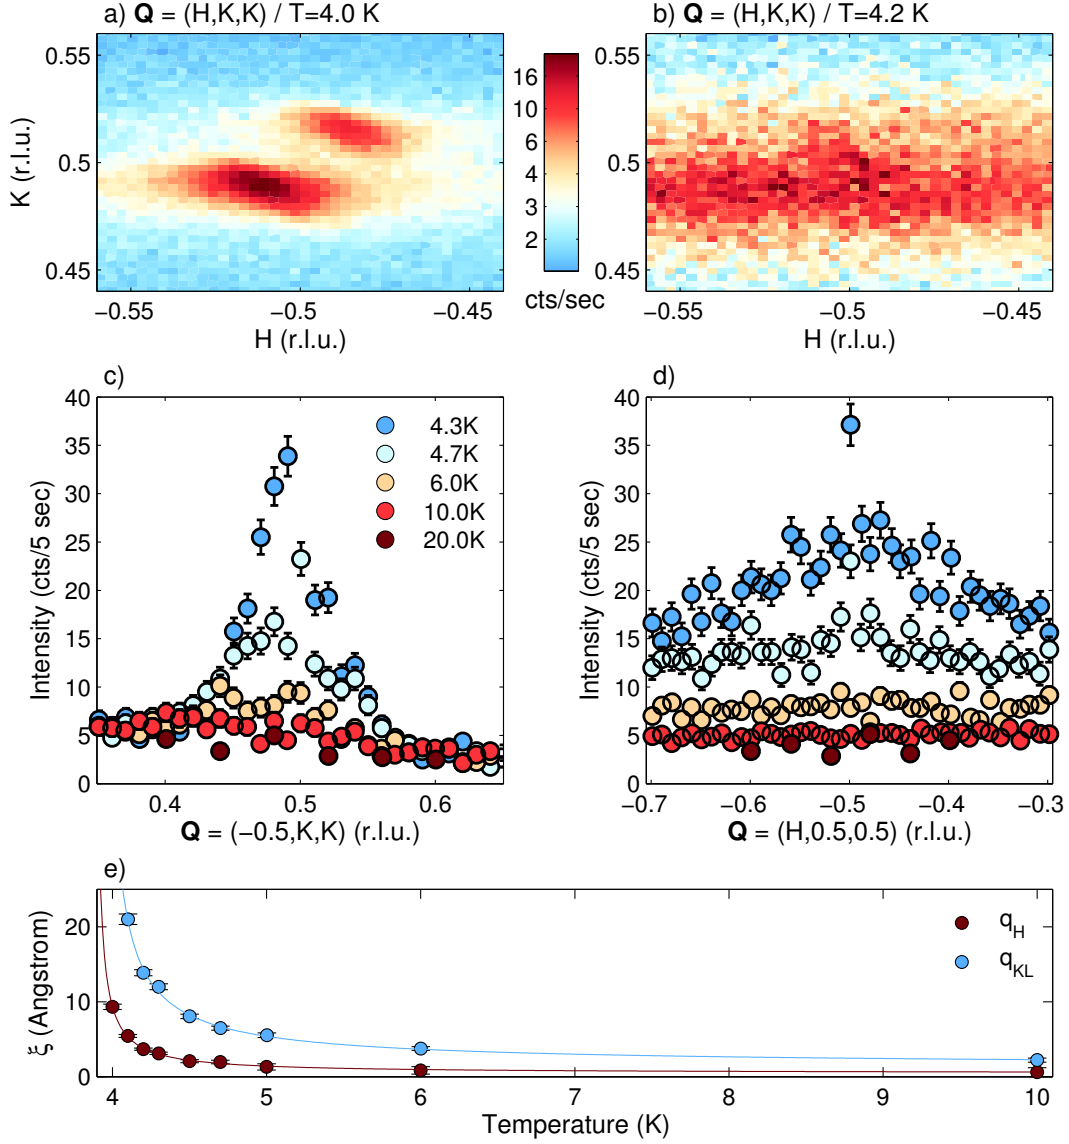 a) Q = (H,K,K) / T=4.0 K
b) Q = (H,K,K) / T=4.2 K
0.55
0.5
0.45
K (r.l.u.)
−0.55
−0.5
−0.45
H (r.l.u.)
16
10
6
4
3
2
cts/sec
0.55
0.5
0.45
−0.55
−0.5
−0.45
H (r.l.u.)
c)
40
35
30
25
20
15
10
5
0
Intensity (cts/5 sec)
4.3K
4.7K
6.0K
10.0K
20.0K
0.4
0.5
0.6
Q = (−0.5,K,K) (r.l.u.)
d)
40
35
30
25
20
15
10
5
0
Intensity (cts/5 sec)
−0.7
−0.6
−0.5
−0.4
−0.3
Q = (H,0.5,0.5) (r.l.u.)
e)
20
10
0
ξ (Angstrom)
q_H
q_KL
4
5
6
7
8
9
10
Temperature (K)